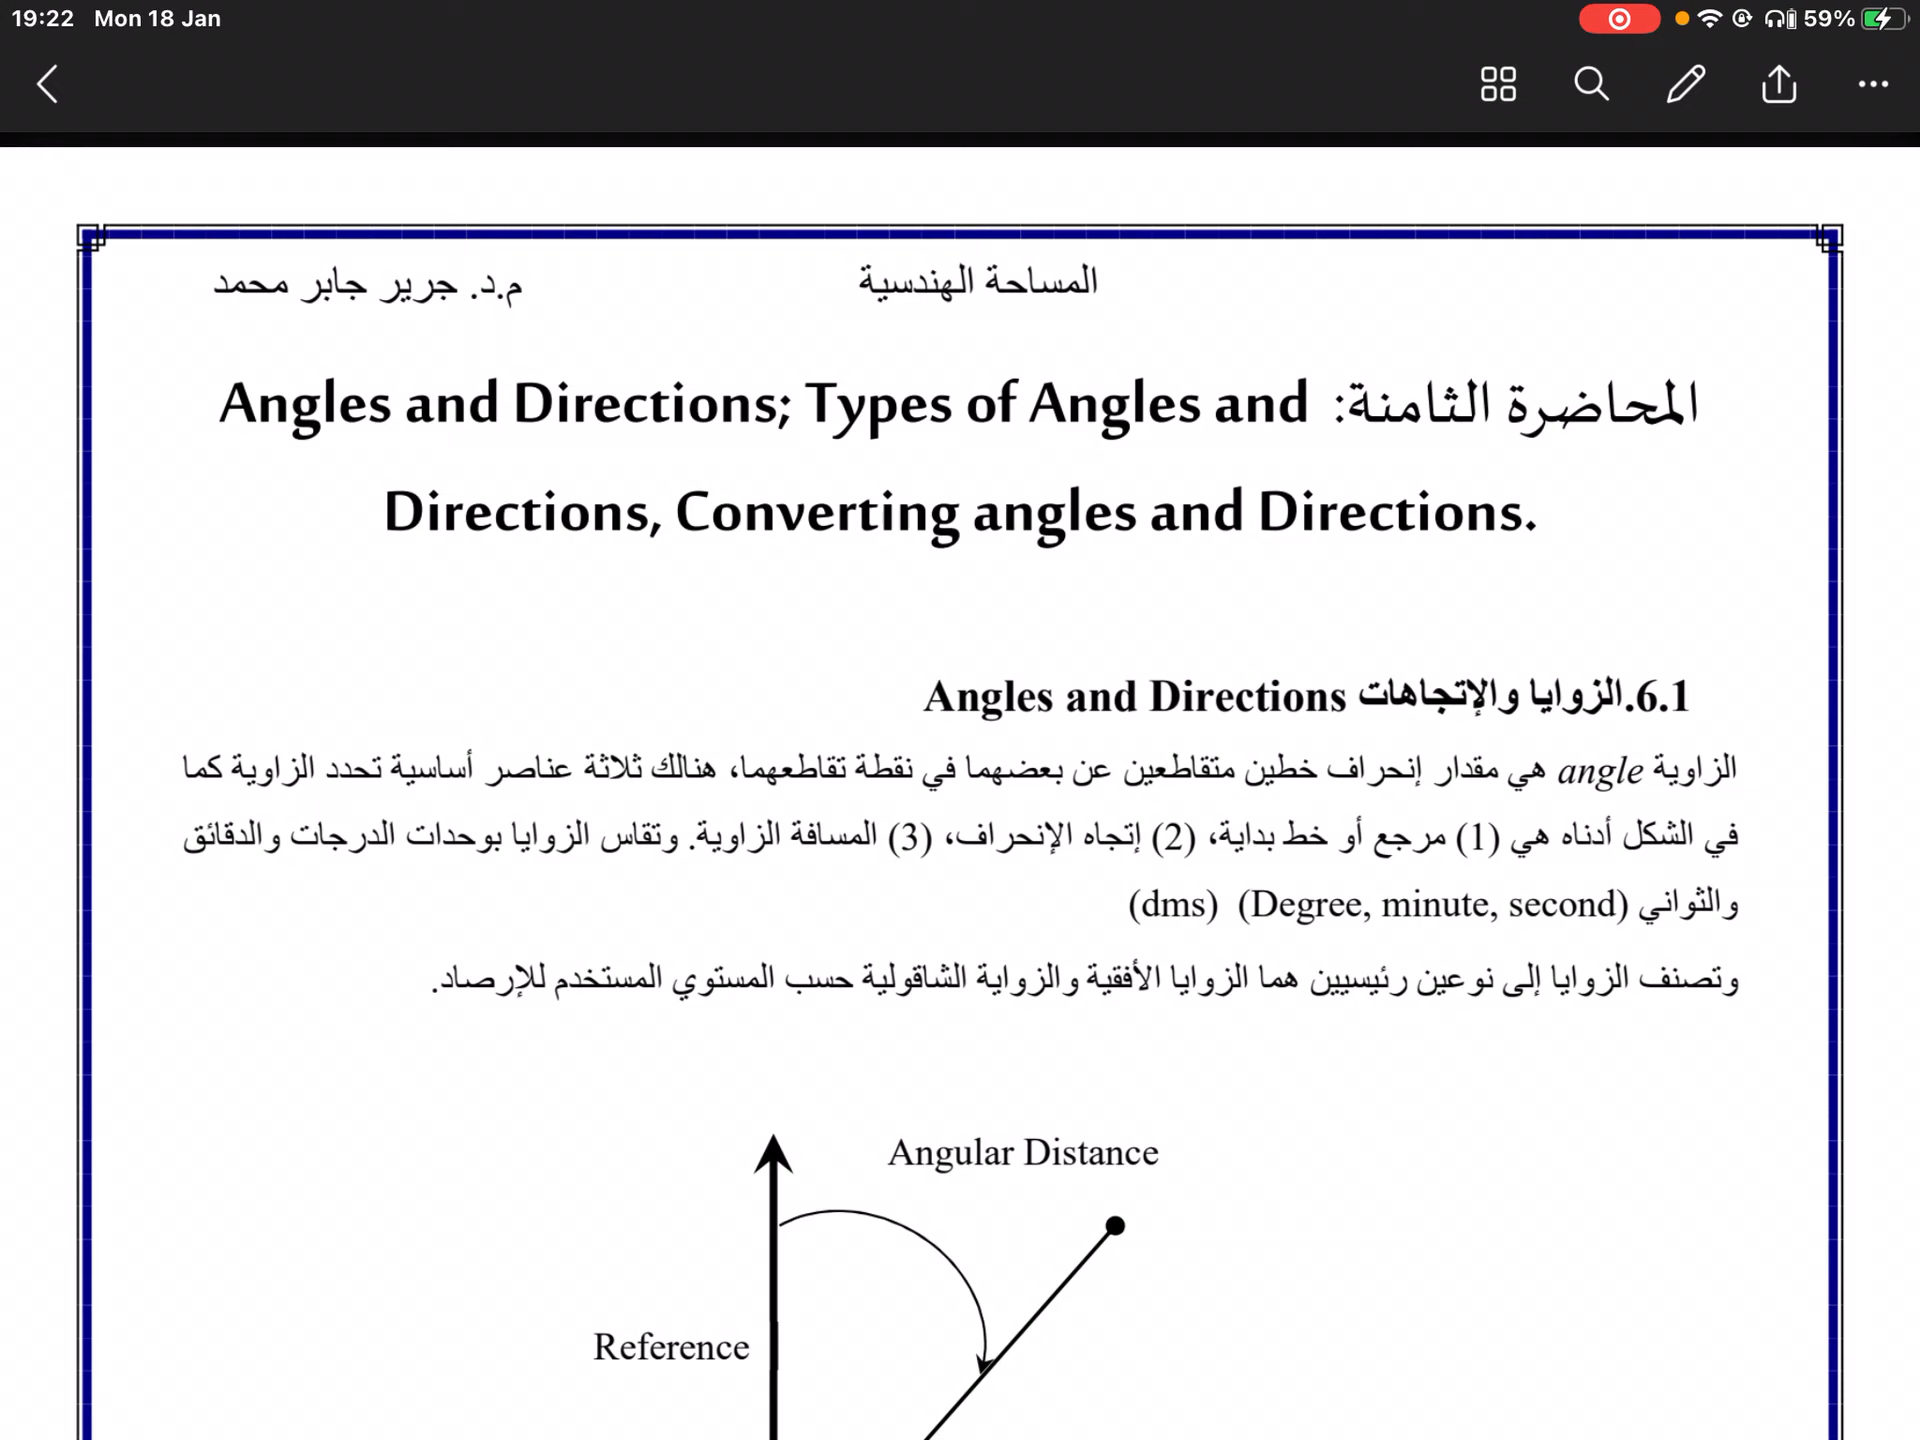 19:22 Mon 18 Jan
59%
المساحة الهندسية م.د. جرير جابر محمد
المحاضرة الثامنة: Angles and Directions; Types of Angles and
Directions, Converting angles and Directions.
6.1.الزوايا والإتجاهات Angles and Directions
الزاوية angle هي مقدار إنحراف خطين متقاطعين عن بعضهما في نقطة تقاطعهما، هنالك ثلاثة عناصر أساسية تحدد الزاوية كما
في الشكل أدناه هي (1) مرجع أو خط بداية، (2) إتجاه الإنحراف، (3) المسافة الزاوية. وتقاس الزوايا بوحدات الدرجات والدقائق
والثواني (Degree, minute, second) (dms)
وتصنف الزوايا إلى نوعين رئيسيين هما الزوايا الأفقية والزواية الشاقولية حسب المستوي المستخدم للإرصاد.
Angular Distance
Reference